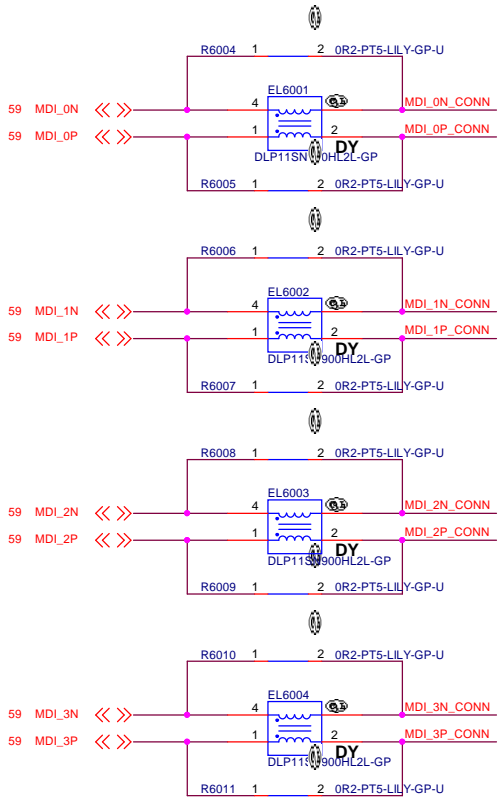 R6004 1 2 0R2-PT5-LILY-GP-U
EL6001
59 MDI_0N 4 MDI_0N_CONN
59 MDI_0P 1 2 MDI_0P_CONN
DY
R6005 1 2 0R2-PT5-LILY-GP-U
R6006 1 2 0R2-PT5-LILY-GP-U
EL6002
59 MDI_1N 4 MDI_1N_CONN
59 MDI_1P 1 2 MDI_1P_CONN
DY
R6007 1 2 0R2-PT5-LILY-GP-U
R6008 1 2 0R2-PT5-LILY-GP-U
EL6003
59 MDI_2N 4 MDI_2N_CONN
59 MDI_2P 1 2 MDI_2P_CONN
DY
DLP11SN900HL2L-GP
R6009 1 2 0R2-PT5-LILY-GP-U
R6010 1 2 0R2-PT5-LILY-GP-U
EL6004
59 MDI_3N 4 MDI_3N_CONN
59 MDI_3P 1 2 MDI_3P_CONN
DY
R6011 1 2 0R2-PT5-LILY-GP-U